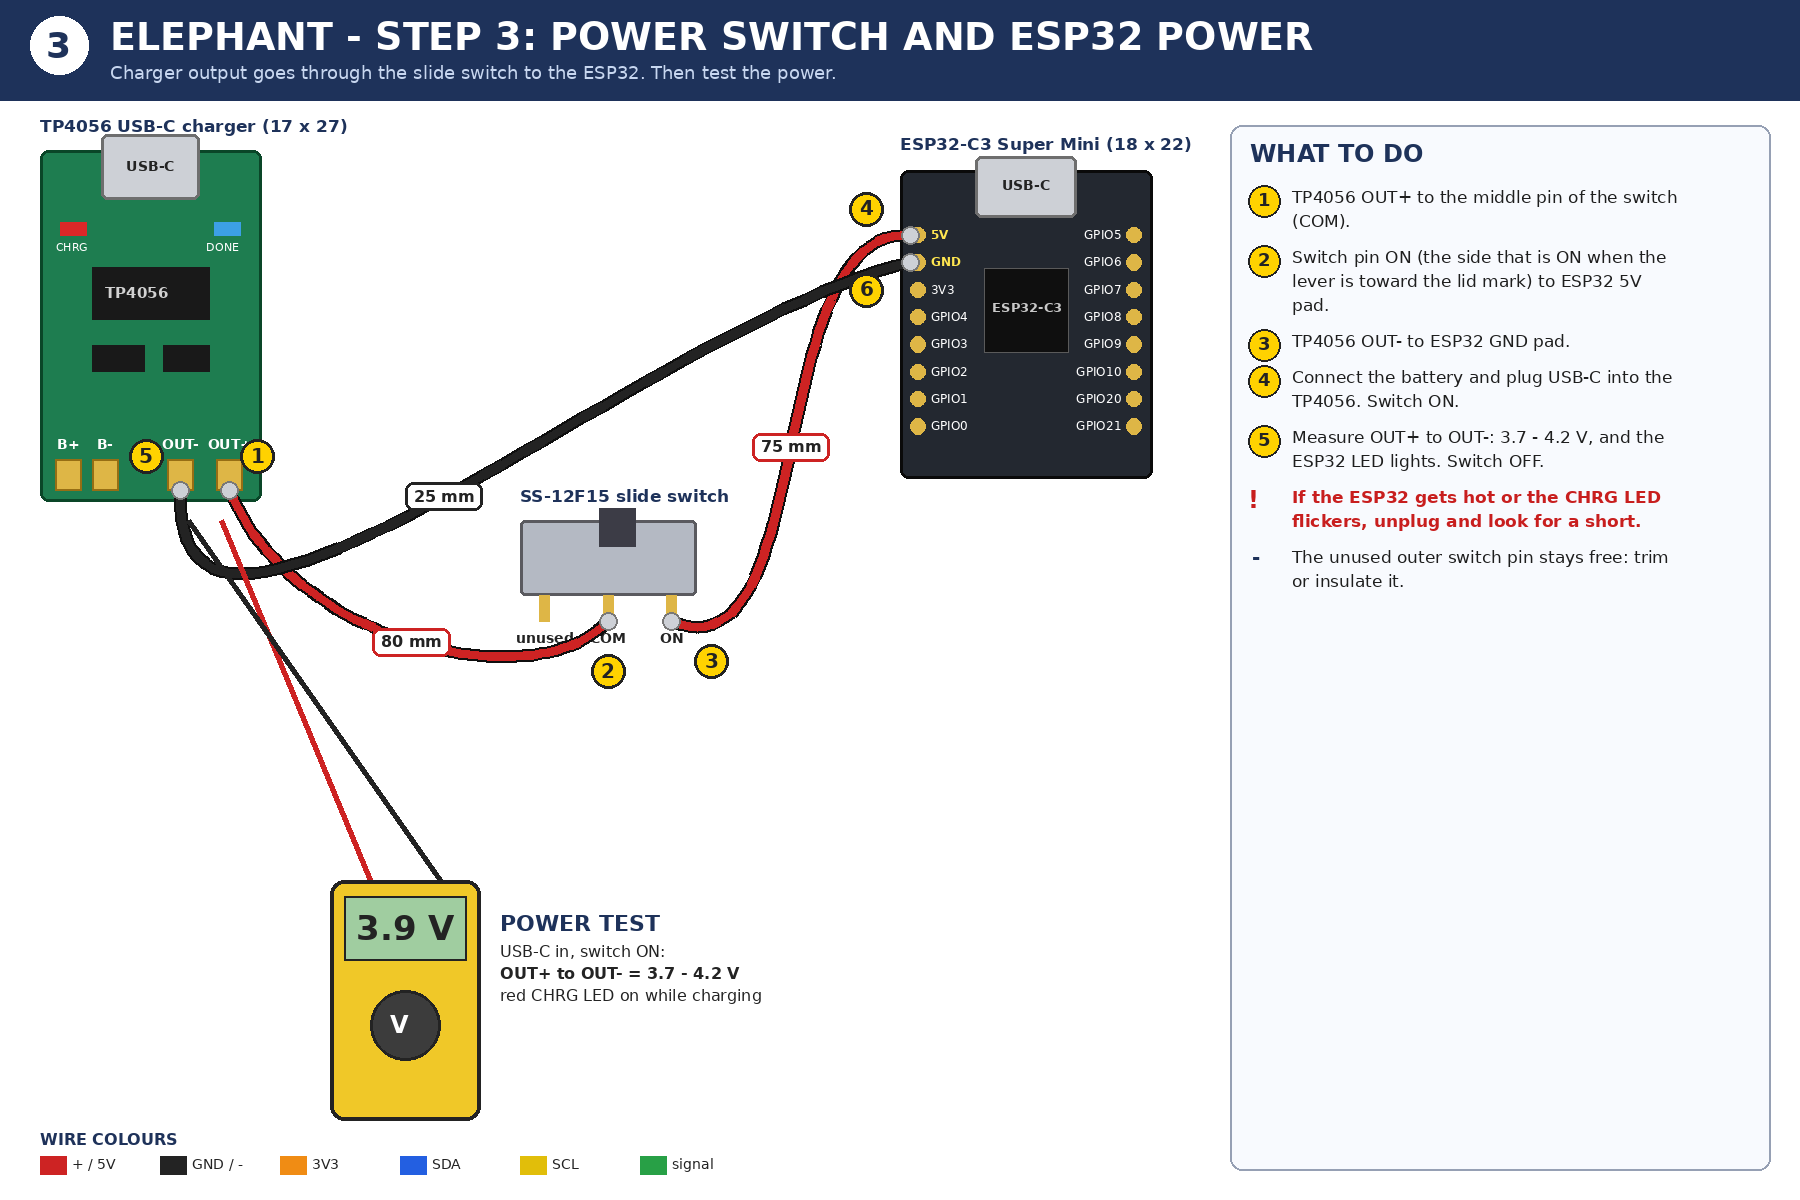 3
ELEPHANT - STEP 3: POWER SWITCH AND ESP32 POWER
Charger output goes through the slide switch to the ESP32. Then test the power.
TP4056 USB-C charger (17 x 27)
USB-C
CHRG
DONE
TP4056
B+
B-
OUT-
OUT+
5
1
ESP32-C3 Super Mini (18 x 22)
USB-C
4
6
5V
GND
3V3
GPIO4
GPIO3
GPIO2
GPIO1
GPIO0
ESP32-C3
GPIO5
GPIO6
GPIO7
GPIO8
GPIO9
GPIO10
GPIO20
GPIO21
25 mm
75 mm
80 mm
SS-12F15 slide switch
unused
COM
ON
2
3
3.9 V
V
POWER TEST
USB-C in, switch ON:
OUT+ to OUT- = 3.7 - 4.2 V
red CHRG LED on while charging
WHAT TO DO
1 TP4056 OUT+ to the middle pin of the switch
(COM).
2 Switch pin ON (the side that is ON when the
lever is toward the lid mark) to ESP32 5V
pad.
3 TP4056 OUT- to ESP32 GND pad.
4 Connect the battery and plug USB-C into the
TP4056. Switch ON.
5 Measure OUT+ to OUT-: 3.7 - 4.2 V, and the
ESP32 LED lights. Switch OFF.
! If the ESP32 gets hot or the CHRG LED
flickers, unplug and look for a short.
- The unused outer switch pin stays free: trim
or insulate it.
WIRE COLOURS
+ / 5V
GND / -
3V3
SDA
SCL
signal